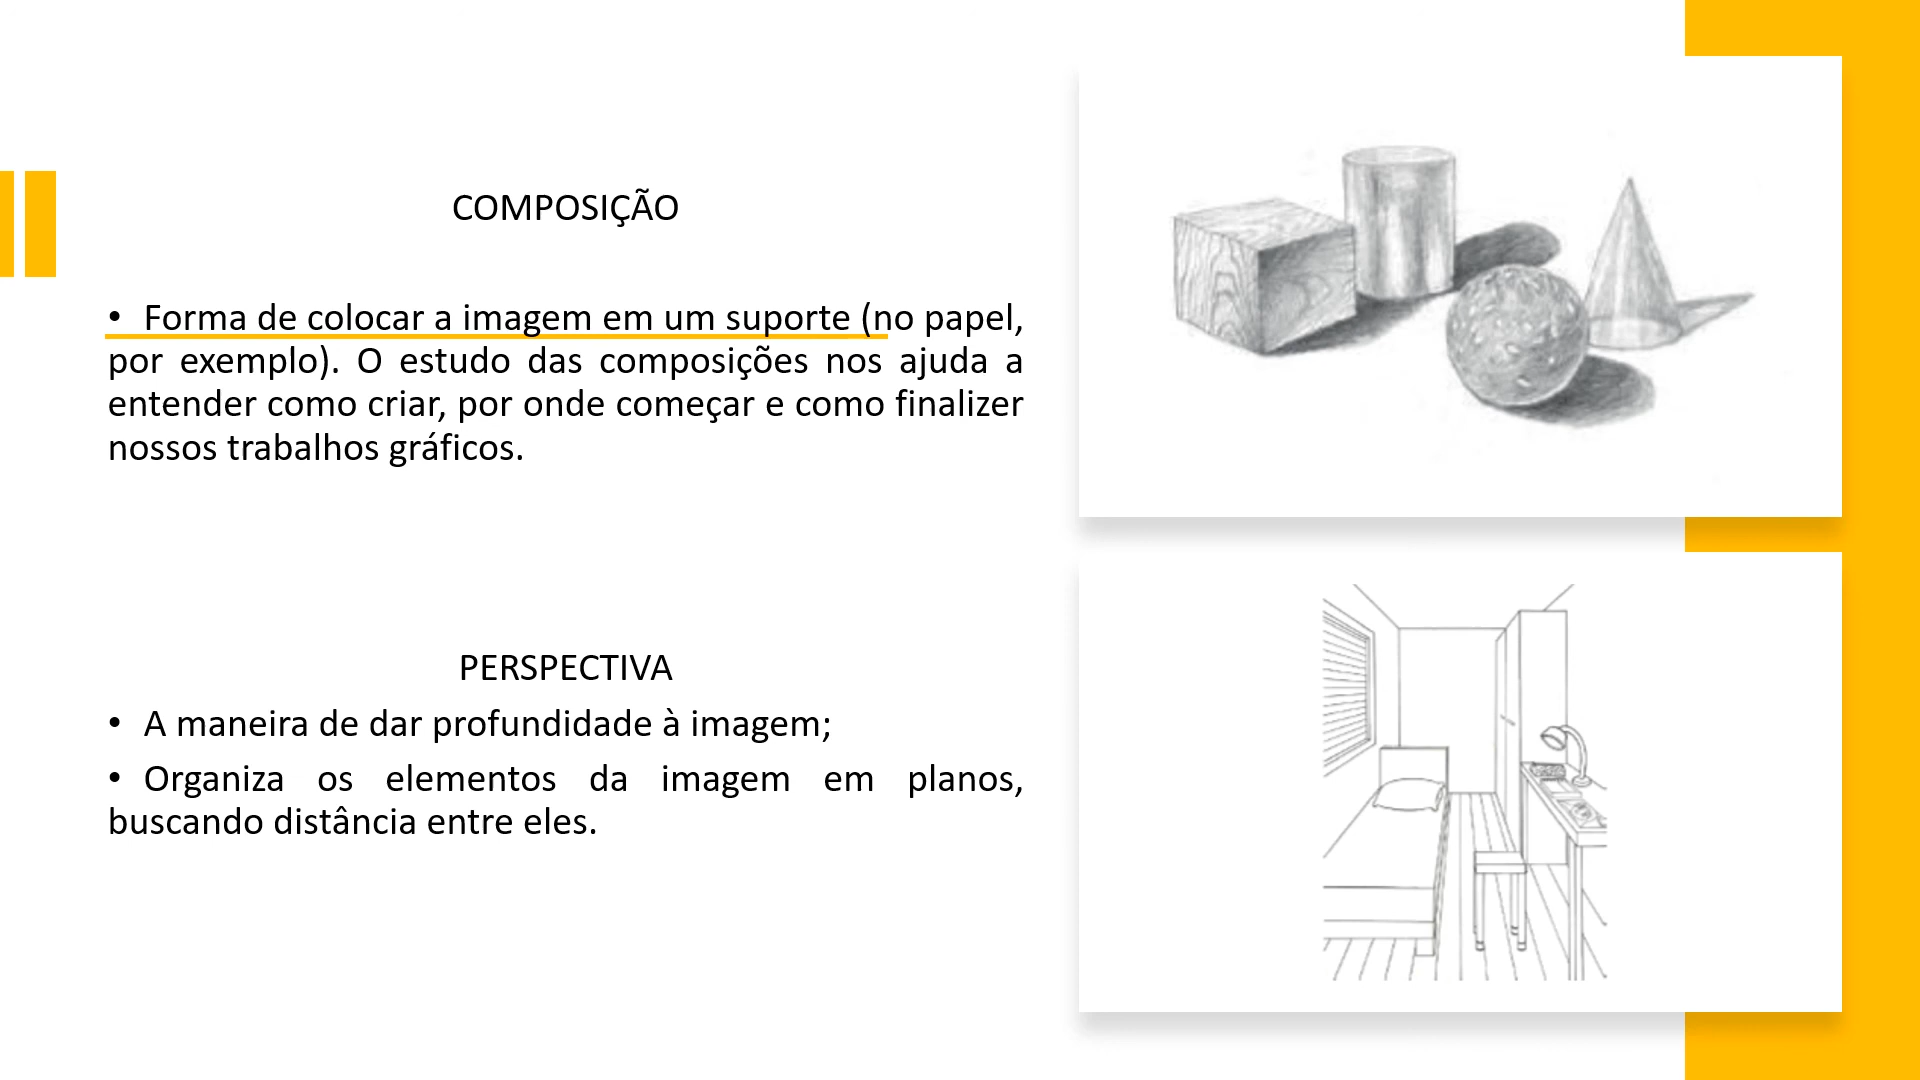 COMPOSIÇÃO
• Forma de colocar a imagem em um suporte (no papel,
por exemplo). O estudo das composições nos ajuda a
entender como criar, por onde começar e como finalizer
nossos trabalhos gráficos.
PERSPECTIVA
• A maneira de dar profundidade à imagem;
• Organiza os elementos da imagem em planos,
buscando distância entre eles.